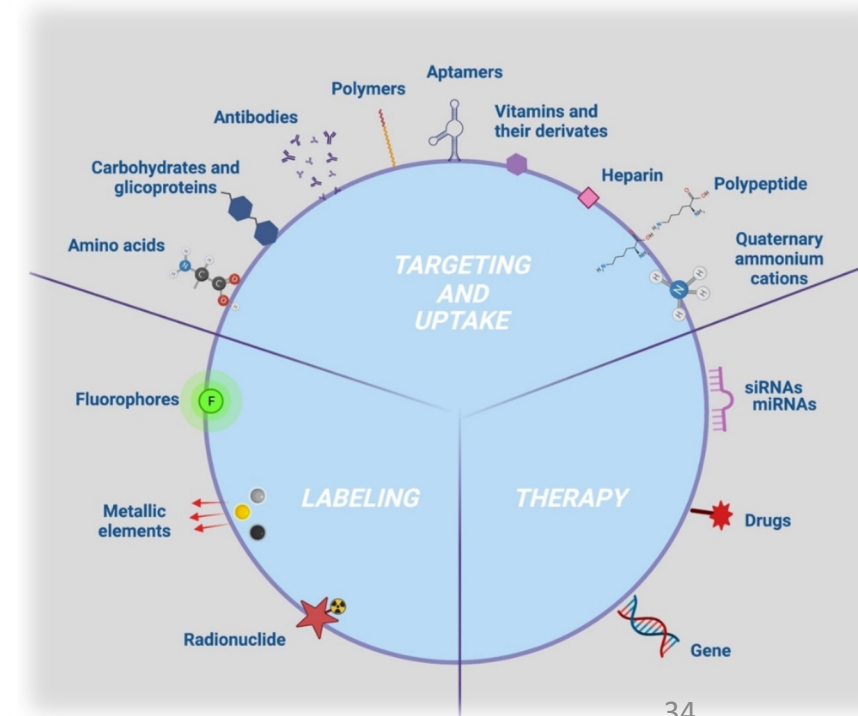 Aptamers
Polymers
Vitamins and
their derivates
Antibodies
Heparin
Carbohydrates and
glicoproteins
Polypeptide
Amino acids
Quaternary
ammonium
cations
TARGETING
AND
UPTAKE
Fluorophores
F
siRNAs
miRNAs
LABELING
THERAPY
Metallic
elements
Drugs
Radionuclide
Gene
34